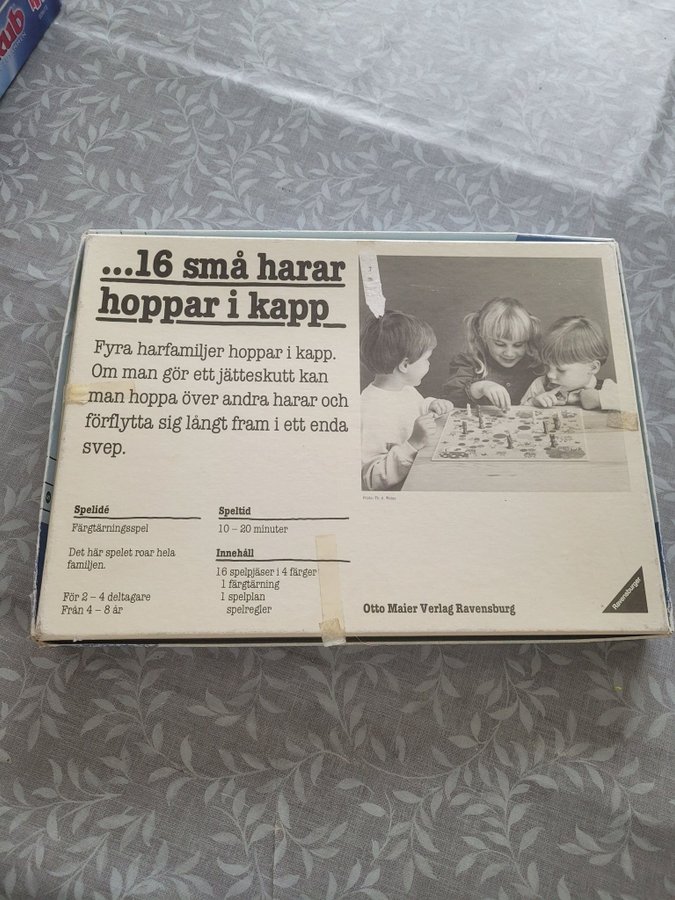 ...16 små harar
hoppar i kapp
Fyra harfamiljer hoppar i kapp.
Om man gör ett jätteskutt kan
man hoppa över andra harar och
förflytta sig långt fram i ett enda
svep.
Spelidé
Färgtärningsspel
Det här spelet roar hela
familjen.
För 2 – 4 deltagare
Från 4 – 8 år
Speltid
10 – 20 minuter
Innehåll
16 spelpjäser i 4 färger
1 färgtärning
1 spelplan
spelregler
Otto Maier Verlag Ravensburg
Ravensburger